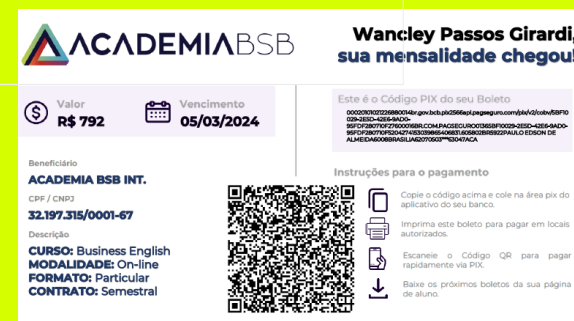 ACADEMIABSB
Wancley Passos Girardi,
sua mensalidade chegou!
Valor
R$ 792
Vencimento
05/03/2024
Este é o Código PIX do seu Boleto
Beneficiário
ACADEMIA BSB INT.
CPF / CNPJ
32.197.315/0001-67
Descrição
CURSO: Business English
MODALIDADE: On-line
FORMATO: Particular
CONTRATO: Semestral
Instruções para o pagamento
Copie o código acima e cole na área pix do
aplicativo do seu banco.
Imprima este boleto para pagar em locais
autorizados.
Escaneie o Código QR para pagar
rapidamente via PIX.
Baixe os próximos boletos da sua página
de aluno.